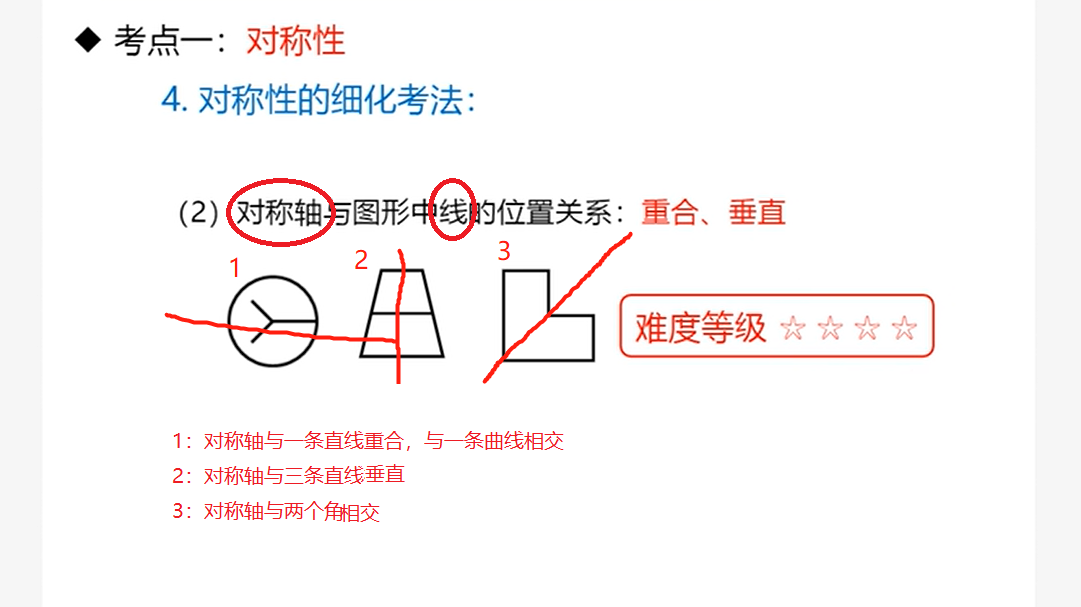 ◆ 考点一：对称性
4. 对称性的细化考法：
（2）对称轴与图形中线的位置关系：重合、垂直
1 2 3
难度等级 ☆ ☆ ☆ ☆
1：对称轴与一条直线重合，与一条曲线相交
2：对称轴与三条直线垂直
3：对称轴与两个角相交